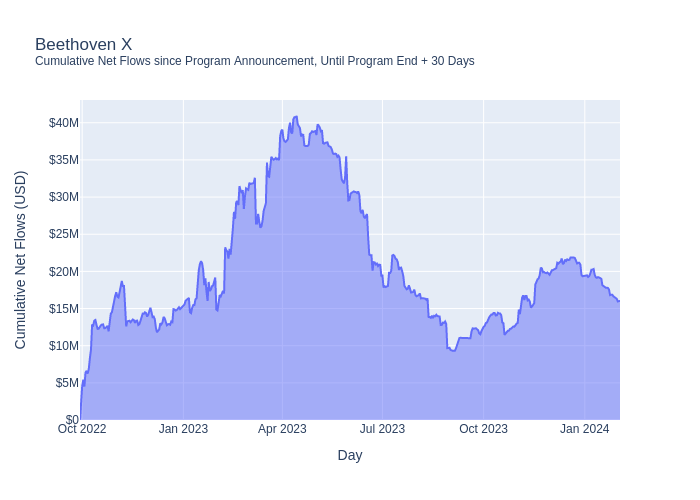 Beethoven X
Cumulative Net Flows since Program Announcement, Until Program End + 30 Days
$40M
$35M
$30M
$25M
$20M
$15M
$10M
$5M
$0
Cumulative Net Flows (USD)
Oct 2022 Jan 2023 Apr 2023 Jul 2023 Oct 2023 Jan 2024
Day